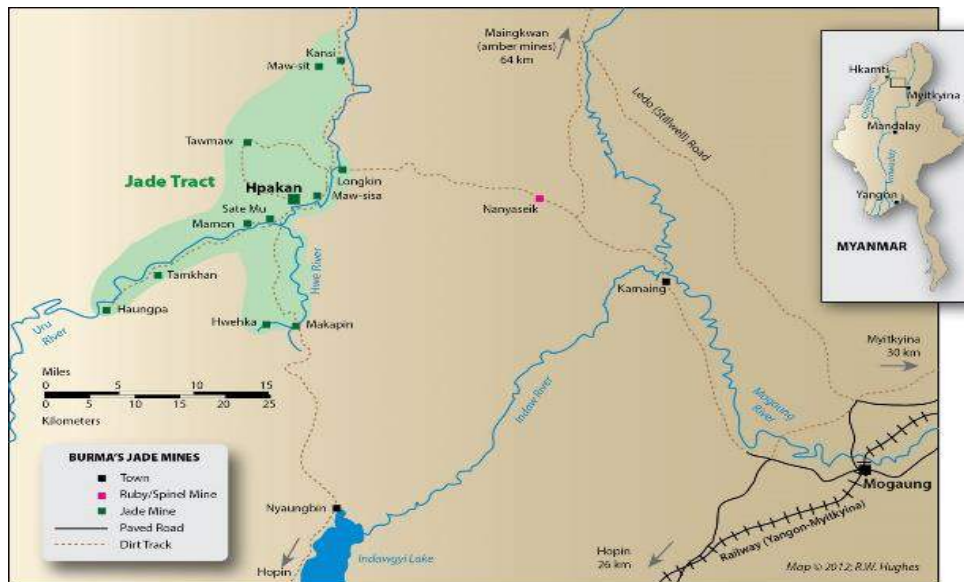 Kansi
Maw-sit
Maingkwan
(amber mines)
64 km
Ledo (Stillwell) Road
Tawmaw
Jade Tract
Hpakan
Longkin
Maw-sisa
Sate Mu
Mamon
Nanyaseik
Tamkhan
Hwe River
Haungpa
Hwehka
Makapin
Uru
River
Kamaing
Myitkyina
30 km
Miles
0 5 10 15
0 5 10 15 20 25
Kilometers
Indaw River
Mogaung
River
BURMA'S JADE MINES
Town
Ruby/Spinel Mine
Jade Mine
Paved Road
Dirt Track
Nyaungbin
Indawgyi Lake
Hopin
Mogaung
Railway (Yangon-Myitkyina)
Hopin
26 km
Map © 2012; R.W. Hughes
Hkamti
Myitkyina
Mandalay
Yangon
MYANMAR